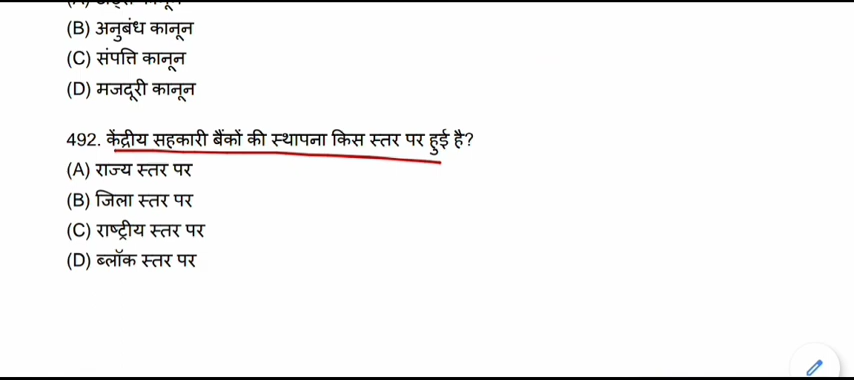 (B) अनुबंध कानून
(C) संपत्ति कानून
(D) मजदूरी कानून
492. केंद्रीय सहकारी बैंकों की स्थापना किस स्तर पर हुई है?
(A) राज्य स्तर पर
(B) जिला स्तर पर
(C) राष्ट्रीय स्तर पर
(D) ब्लॉक स्तर पर